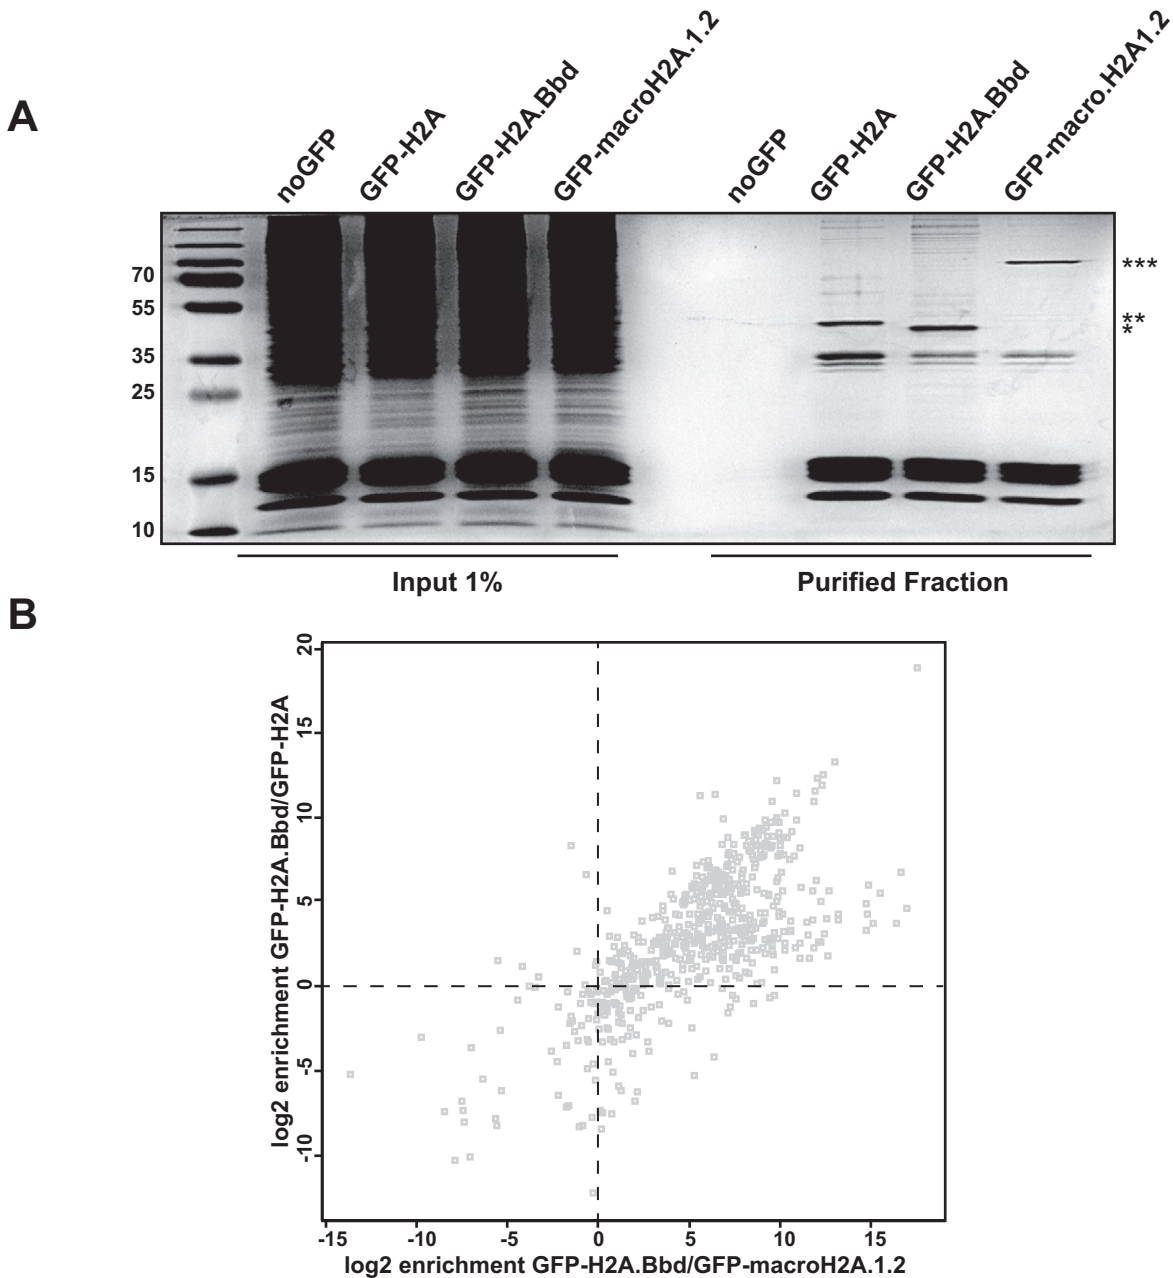 A
noGFP
GFP-H2A
GFP-H2A.Bbd
GFP-macroH2A.1.2
noGFP
GFP-H2A
GFP-H2A.Bbd
GFP-macro.H2A1.2
70
55
35
25
15
10
***
**
*
Input 1%
Purified Fraction
B
log2 enrichment GFP-H2A.Bbd/GFP-H2A
20
15
10
5
0
-5
-10
-15
-10
-5
0
5
10
15
log2 enrichment GFP-H2A.Bbd/GFP-macroH2A.1.2